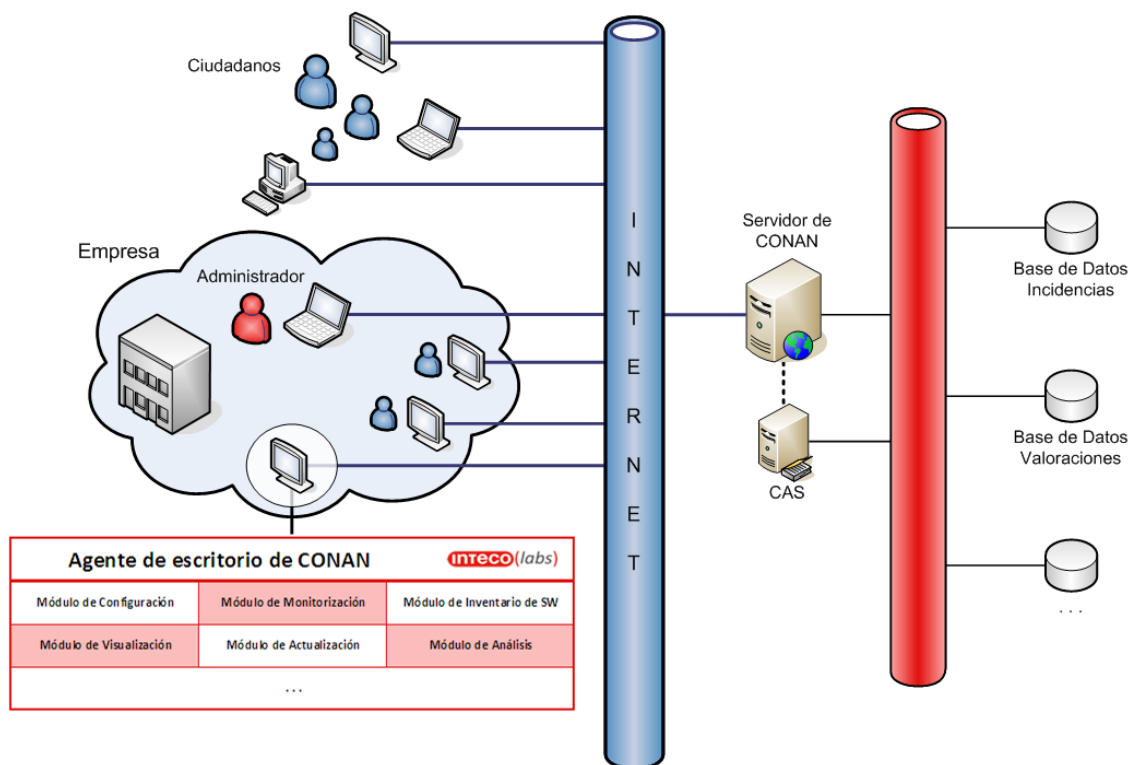 Ciudadanos
Empresa
Administrador
I
N
T
E
R
N
E
T
Servidor de
CONAN
CAS
Base de Datos
Incidencias
Base de Datos
Valoraciones
. . .
Agente de escritorio de CONAN
inteco(labs)
Módulo de Configuración
Módulo de Monitorización
Módulo de Inventario de SW
Módulo de Visualización
Módulo de Actualización
Módulo de Análisis
...